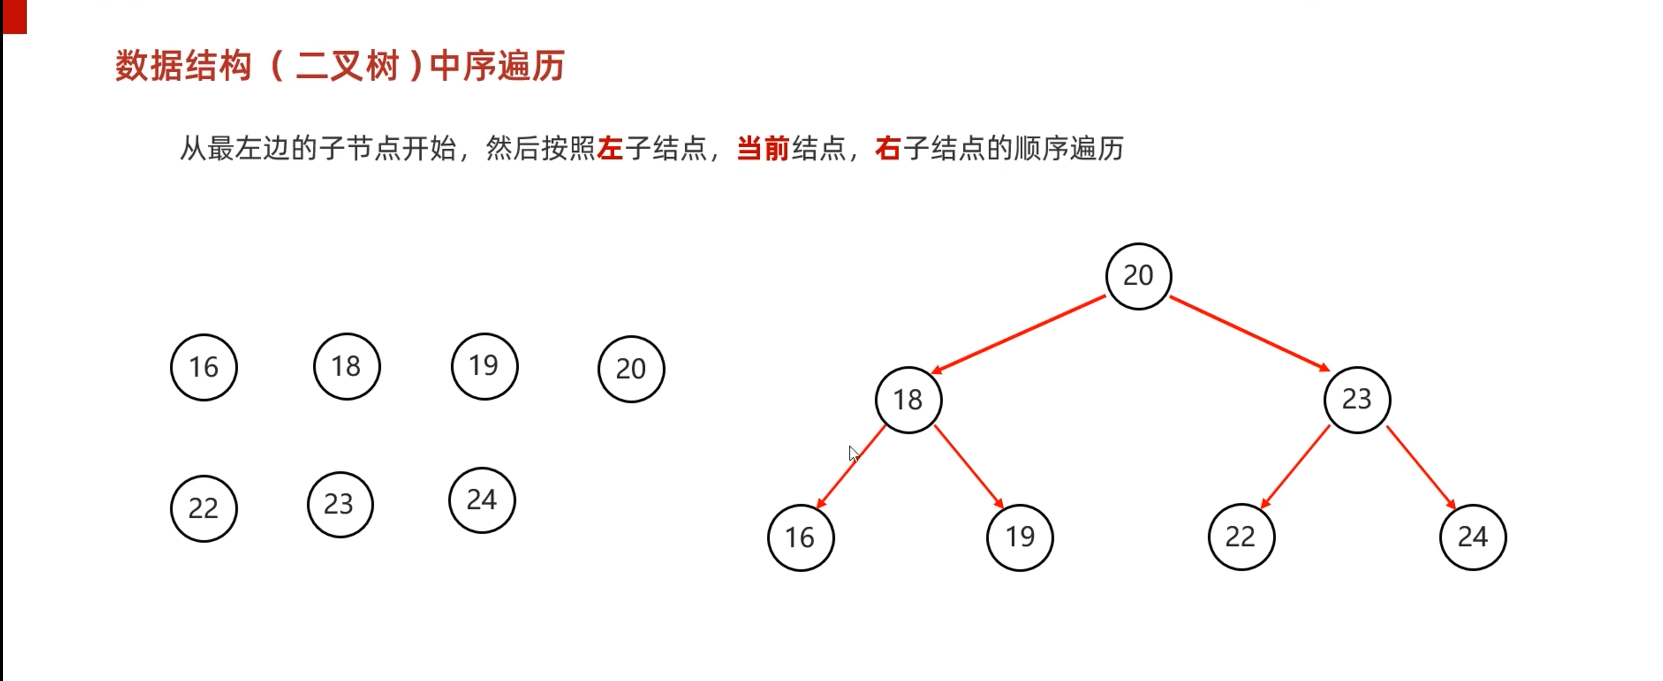 数据结构（二叉树)中序遍历
从最左边的子节点开始，然后按照左子结点，当前结点，右子结点的顺序遍历
20
16 18 19 20
18 23
22 23 24
16 19 22 24